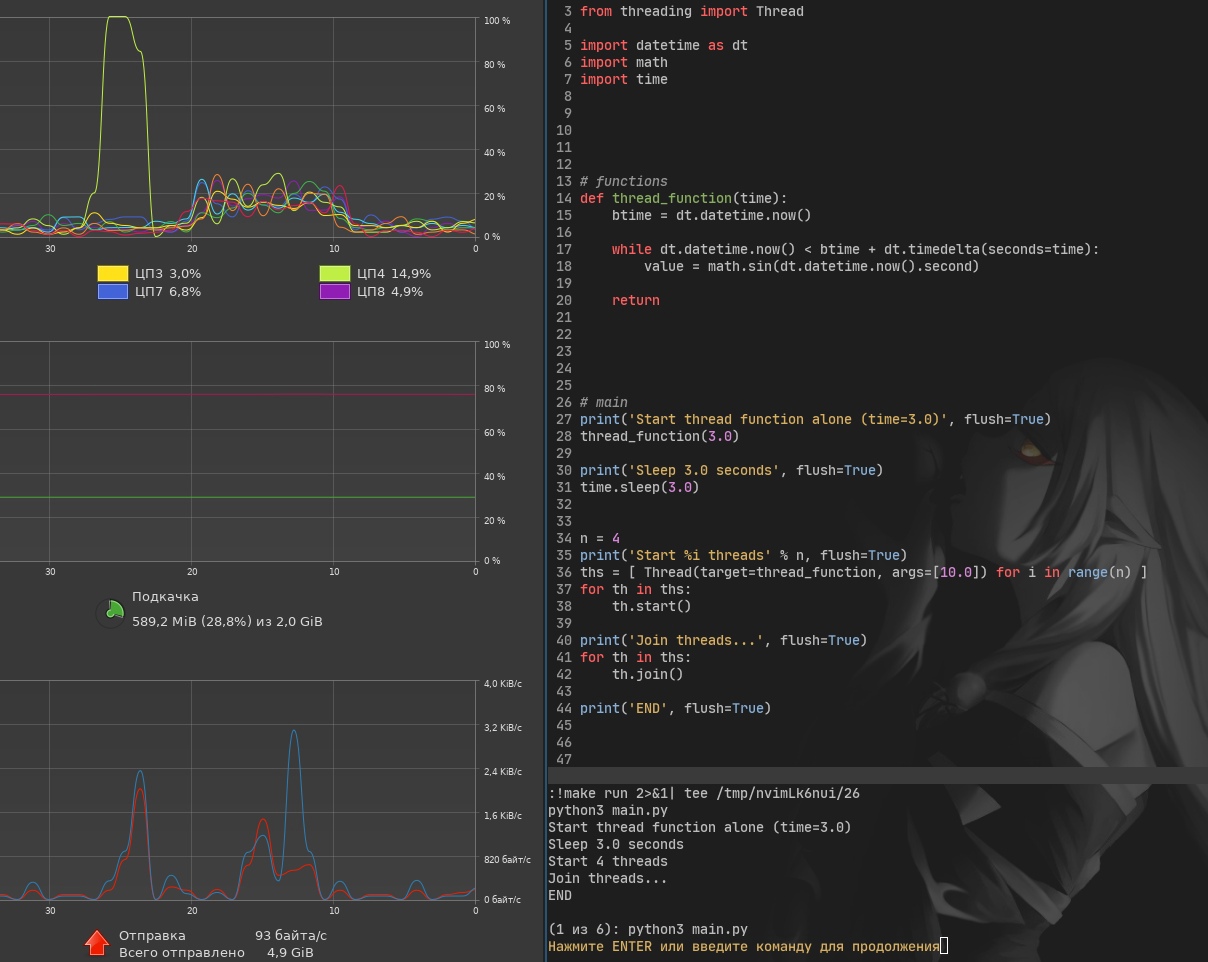 100 %
80 %
60 %
40 %
20 %
0 %
30 20 10 0
ЦП3 3,0% ЦП4 14,9%
ЦП7 6,8% ЦП8 4,9%
100 %
80 %
60 %
40 %
20 %
0 %
30 20 10 0
Подкачка
589,2 MiB (28,8%) из 2,0 GiB
4,0 KiB/с
3,2 KiB/с
2,4 KiB/с
1,6 KiB/с
820 байт/с
0 байт/с
30 20 10 0
Отправка 93 байта/с
Всего отправлено 4,9 GiB
3 from threading import Thread
4
5 import datetime as dt
6 import math
7 import time
8
9
10
11
12
13 # functions
14 def thread_function(time):
15     btime = dt.datetime.now()
16
17     while dt.datetime.now() < btime + dt.timedelta(seconds=time):
18         value = math.sin(dt.datetime.now().second)
19
20     return
21
22
23
24
25
26 # main
27 print('Start thread function alone (time=3.0)', flush=True)
28 thread_function(3.0)
29
30 print('Sleep 3.0 seconds', flush=True)
31 time.sleep(3.0)
32
33
34 n = 4
35 print('Start %i threads' % n, flush=True)
36 ths = [ Thread(target=thread_function, args=[10.0]) for i in range(n) ]
37 for th in ths:
38     th.start()
39
40 print('Join threads...', flush=True)
41 for th in ths:
42     th.join()
43
44 print('END', flush=True)
45
46
47
:!make run 2>&1| tee /tmp/nvimLk6nui/26
python3 main.py
Start thread function alone (time=3.0)
Sleep 3.0 seconds
Start 4 threads
Join threads...
END
(1 из 6): python3 main.py
Нажмите ENTER или введите команду для продолжения